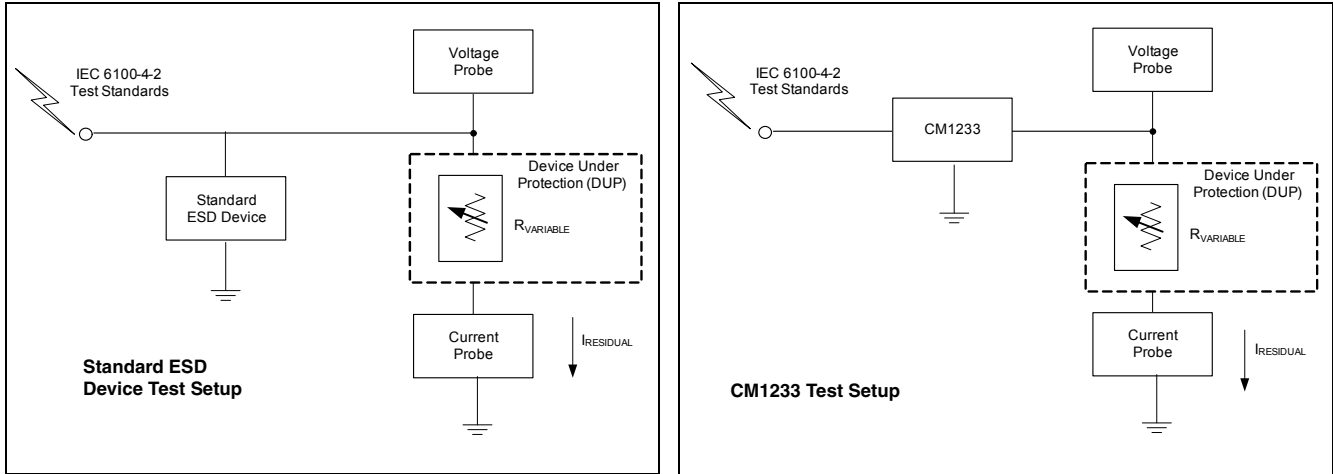 IEC 6100-4-2
Test Standards
Voltage
Probe
Standard
ESD Device
Device Under
Protection (DUP)
RVARIABLE
Current
Probe
IRESIDUAL
Standard ESD
Device Test Setup
IEC 6100-4-2
Test Standards
Voltage
Probe
CM1233
Device Under
Protection (DUP)
RVARIABLE
Current
Probe
IRESIDUAL
CM1233 Test Setup